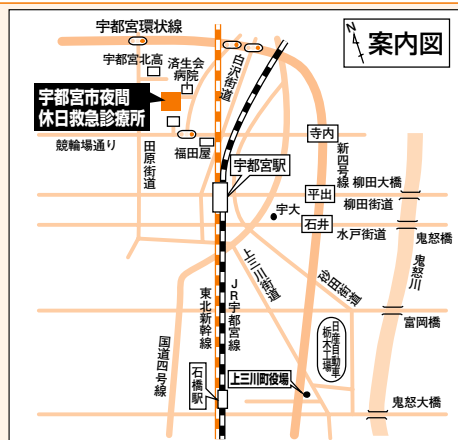 宇都宮環状線
N
案内図
宇都宮北高
済生会
病院
白沢街道
宇都宮市夜間
休日救急診療所
競輪場通り
田原街道
福田屋
寺内
新四号線
宇都宮駅
柳田大橋
平出
柳田街道
宇大
石井
水戸街道
鬼怒橋
上三川街道
砂田街道
鬼怒川
東北新幹線
JR宇都宮線
富岡橋
国道四号線
日産自動車
栃木工場
石橋駅
上三川町役場
鬼怒大橋